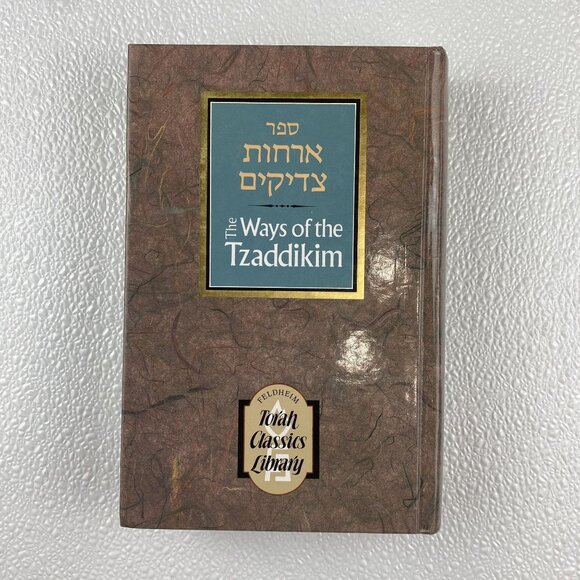 ספר
ארחות
צדיקים
The Ways of the
Tzaddikim
FELDHEIM
Torah
Classics
Library